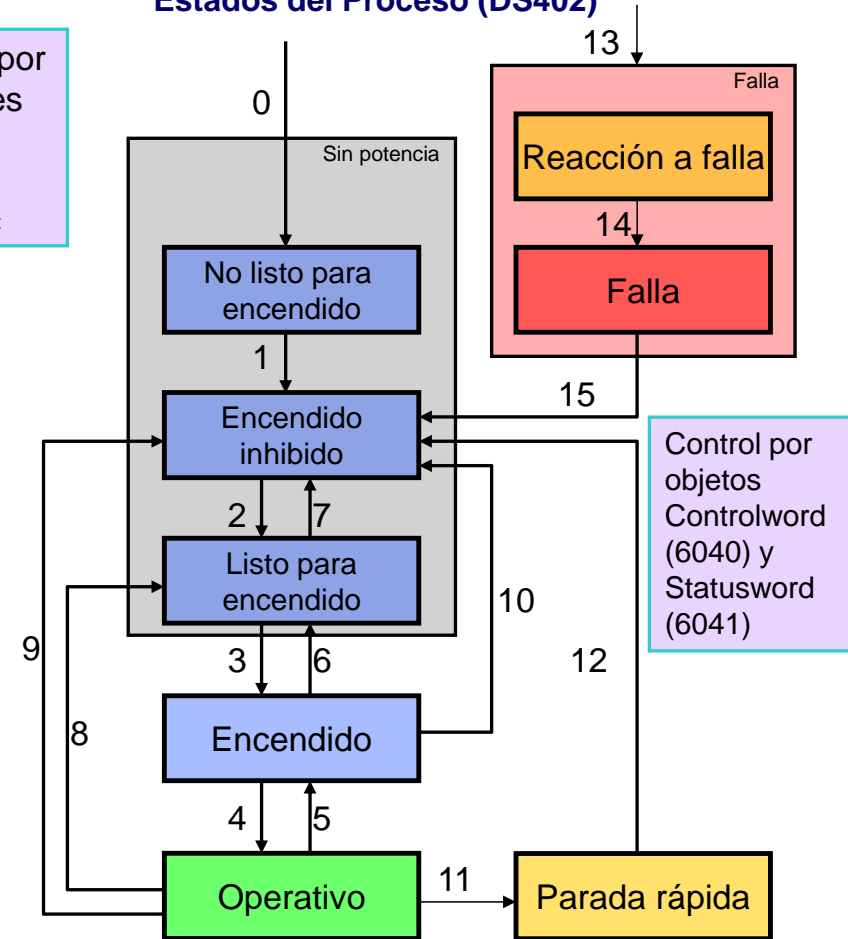 Estados del Proceso (DS402)
por
es
0
13
Sin potencia
Falla
Reacción a falla
14
Falla
No listo para
encendido
1
15
Encendido
inhibido
2
7
Listo para
encendido
Control por
objetos
Controlword
(6040) y
Statusword
(6041)
9
8
3
6
10
12
Encendido
4
5
Operativo
11
Parada rápida